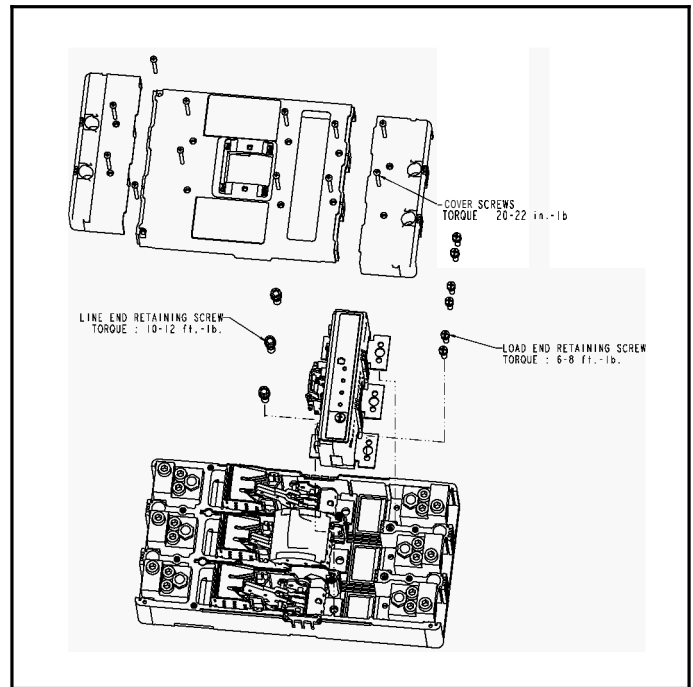 COVER SCREWS
TORQUE 20-22 in.-lb
LINE END RETAINING SCREW
TORQUE : 10-12 ft.-lb.
LOAD END RETAINING SCREW
TORQUE : 6-8 ft.-lb.